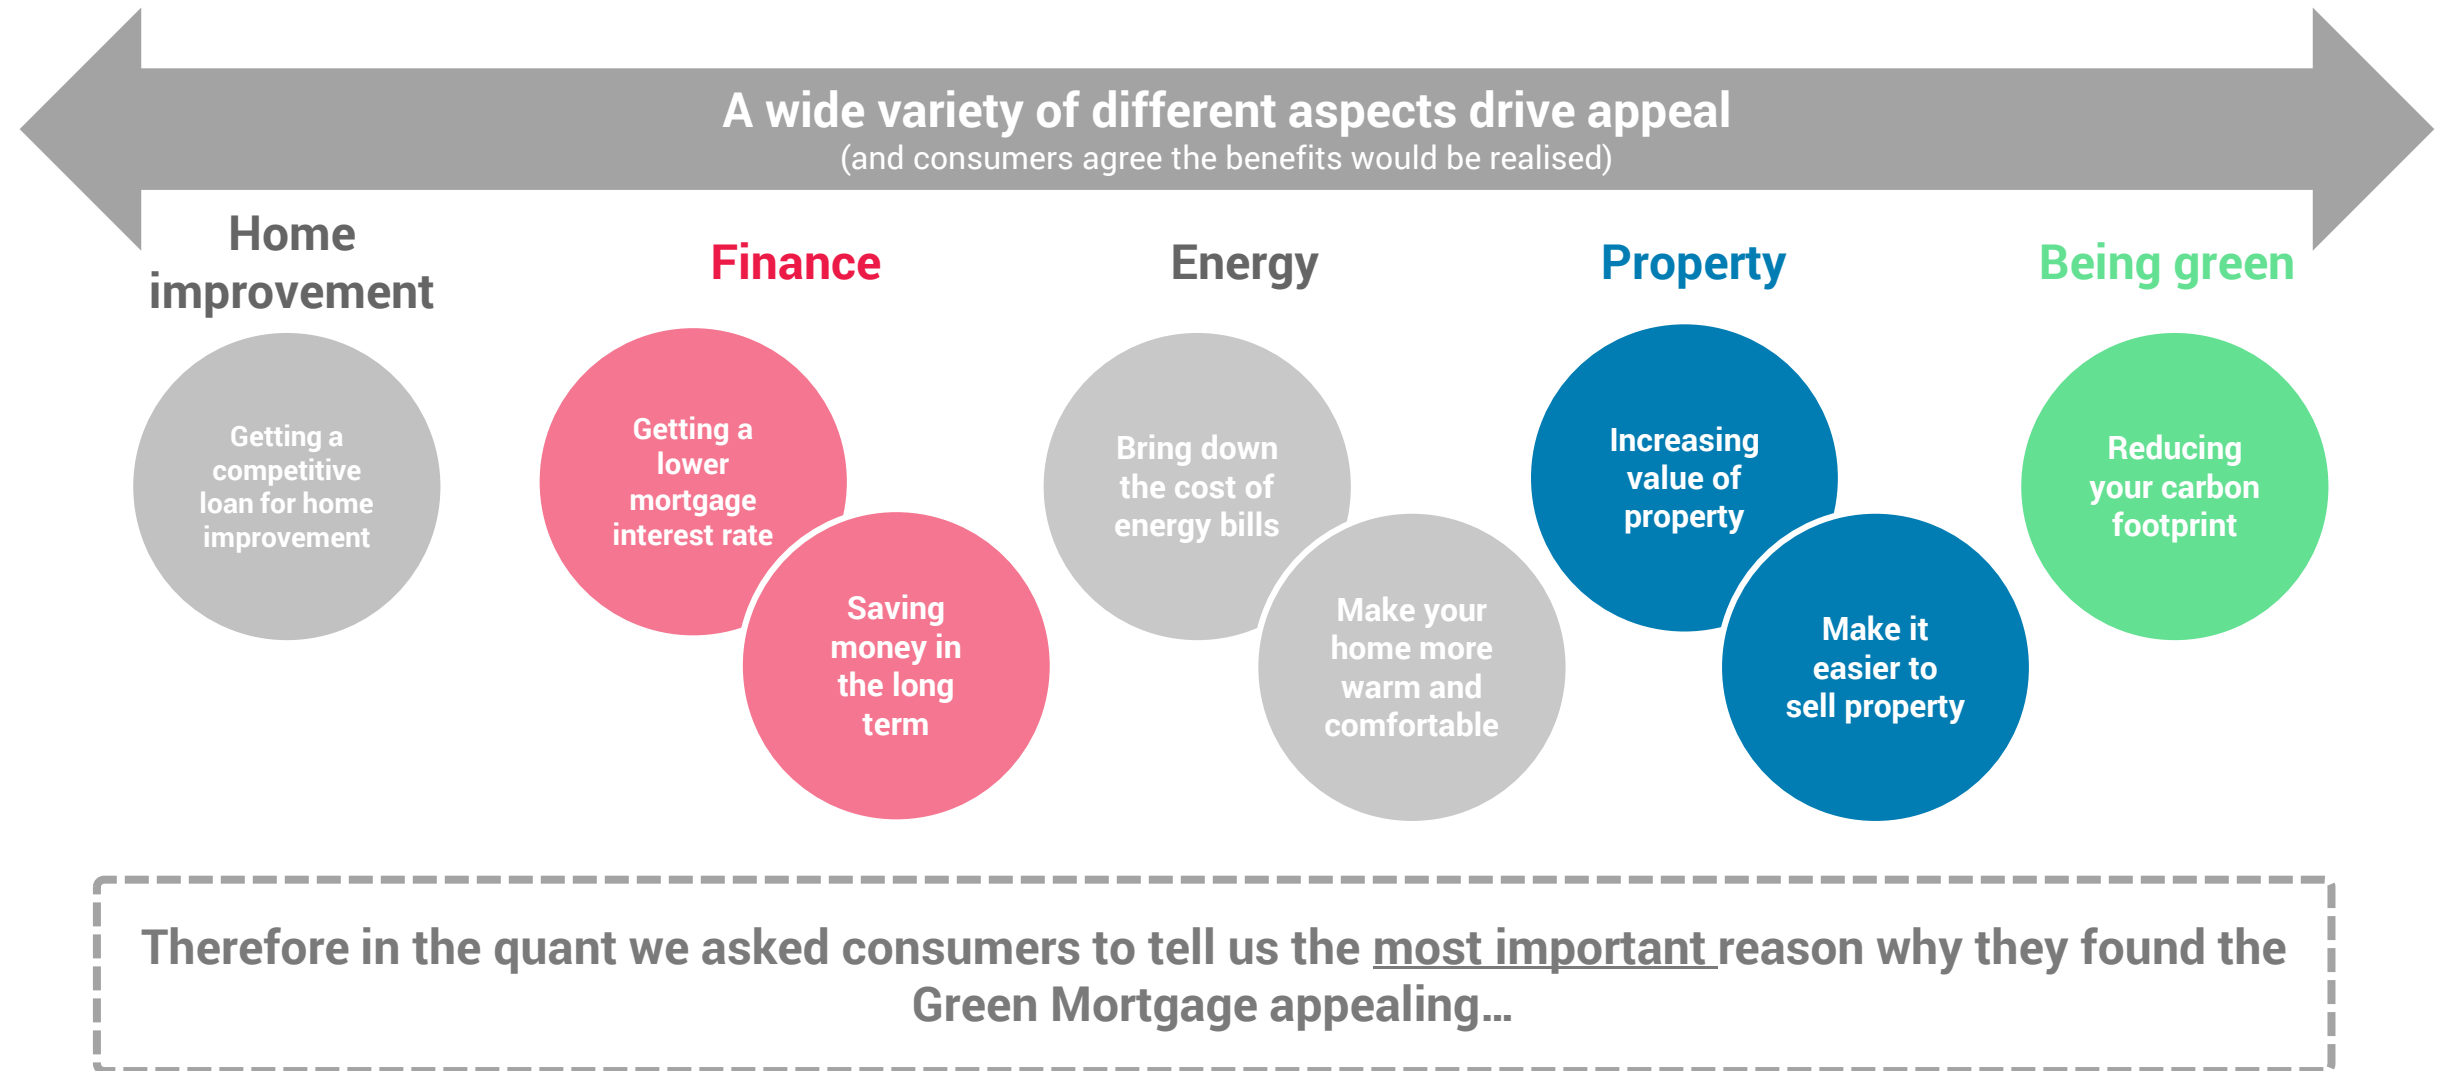 A wide variety of different aspects drive appeal
(and consumers agree the benefits would be realised)
Home
improvement
Finance
Energy
Property
Being green
Getting a
competitive
loan for home
improvement
Getting a
lower
mortgage
interest rate
Saving
money in
the long
term
Bring down
the cost of
energy bills
Make your
home more
warm and
comfortable
Increasing
value of
property
Make it
easier to
sell property
Reducing
your carbon
footprint
Therefore in the quant we asked consumers to tell us the most important reason why they found the
Green Mortgage appealing...